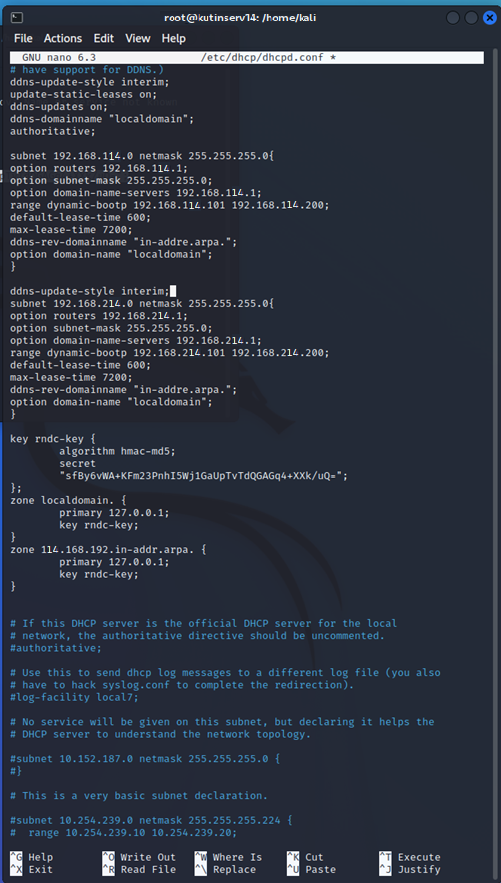 root@kutinserv14: /home/kali
File Actions Edit View Help
GNU nano 6.3 /etc/dhcp/dhcpd.conf *
# have support for DDNS.)
ddns-update-style interim;
update-static-leases on;
ddns-updates on;
ddns-domainname "localdomain";
authoritative;
subnet 192.168.114.0 netmask 255.255.255.0{
option routers 192.168.114.1;
option subnet-mask 255.255.255.0;
option domain-name-servers 192.168.114.1;
range dynamic-bootp 192.168.114.101 192.168.114.200;
default-lease-time 600;
max-lease-time 7200;
ddns-rev-domainname "in-addre.arpa.";
option domain-name "localdomain";
}
ddns-update-style interim;
subnet 192.168.214.0 netmask 255.255.255.0{
option routers 192.168.214.1;
option subnet-mask 255.255.255.0;
option domain-name-servers 192.168.214.1;
range dynamic-bootp 192.168.214.101 192.168.214.200;
default-lease-time 600;
max-lease-time 7200;
ddns-rev-domainname "in-addre.arpa.";
option domain-name "localdomain";
}
key rndc-key {
algorithm hmac-md5;
secret
"sfBy6vWA+KFm23PnhI5Wj1GaUpTvTdQGAGq4+XXk/uQ=";
};
zone localdomain. {
primary 127.0.0.1;
key rndc-key;
}
zone 114.168.192.in-addr.arpa. {
primary 127.0.0.1;
key rndc-key;
}
# If this DHCP server is the official DHCP server for the local
# network, the authoritative directive should be uncommented.
#authoritative;
# Use this to send dhcp log messages to a different log file (you also
# have to hack syslog.conf to complete the redirection).
#log-facility local7;
# No service will be given on this subnet, but declaring it helps the
# DHCP server to understand the network topology.
#subnet 10.152.187.0 netmask 255.255.255.0 {
#}
# This is a very basic subnet declaration.
#subnet 10.254.239.0 netmask 255.255.255.224 {
# range 10.254.239.10 10.254.239.20;
^G Help ^O Write Out ^W Where Is ^K Cut ^T Execute
^X Exit ^R Read File ^\ Replace ^U Paste ^J Justify